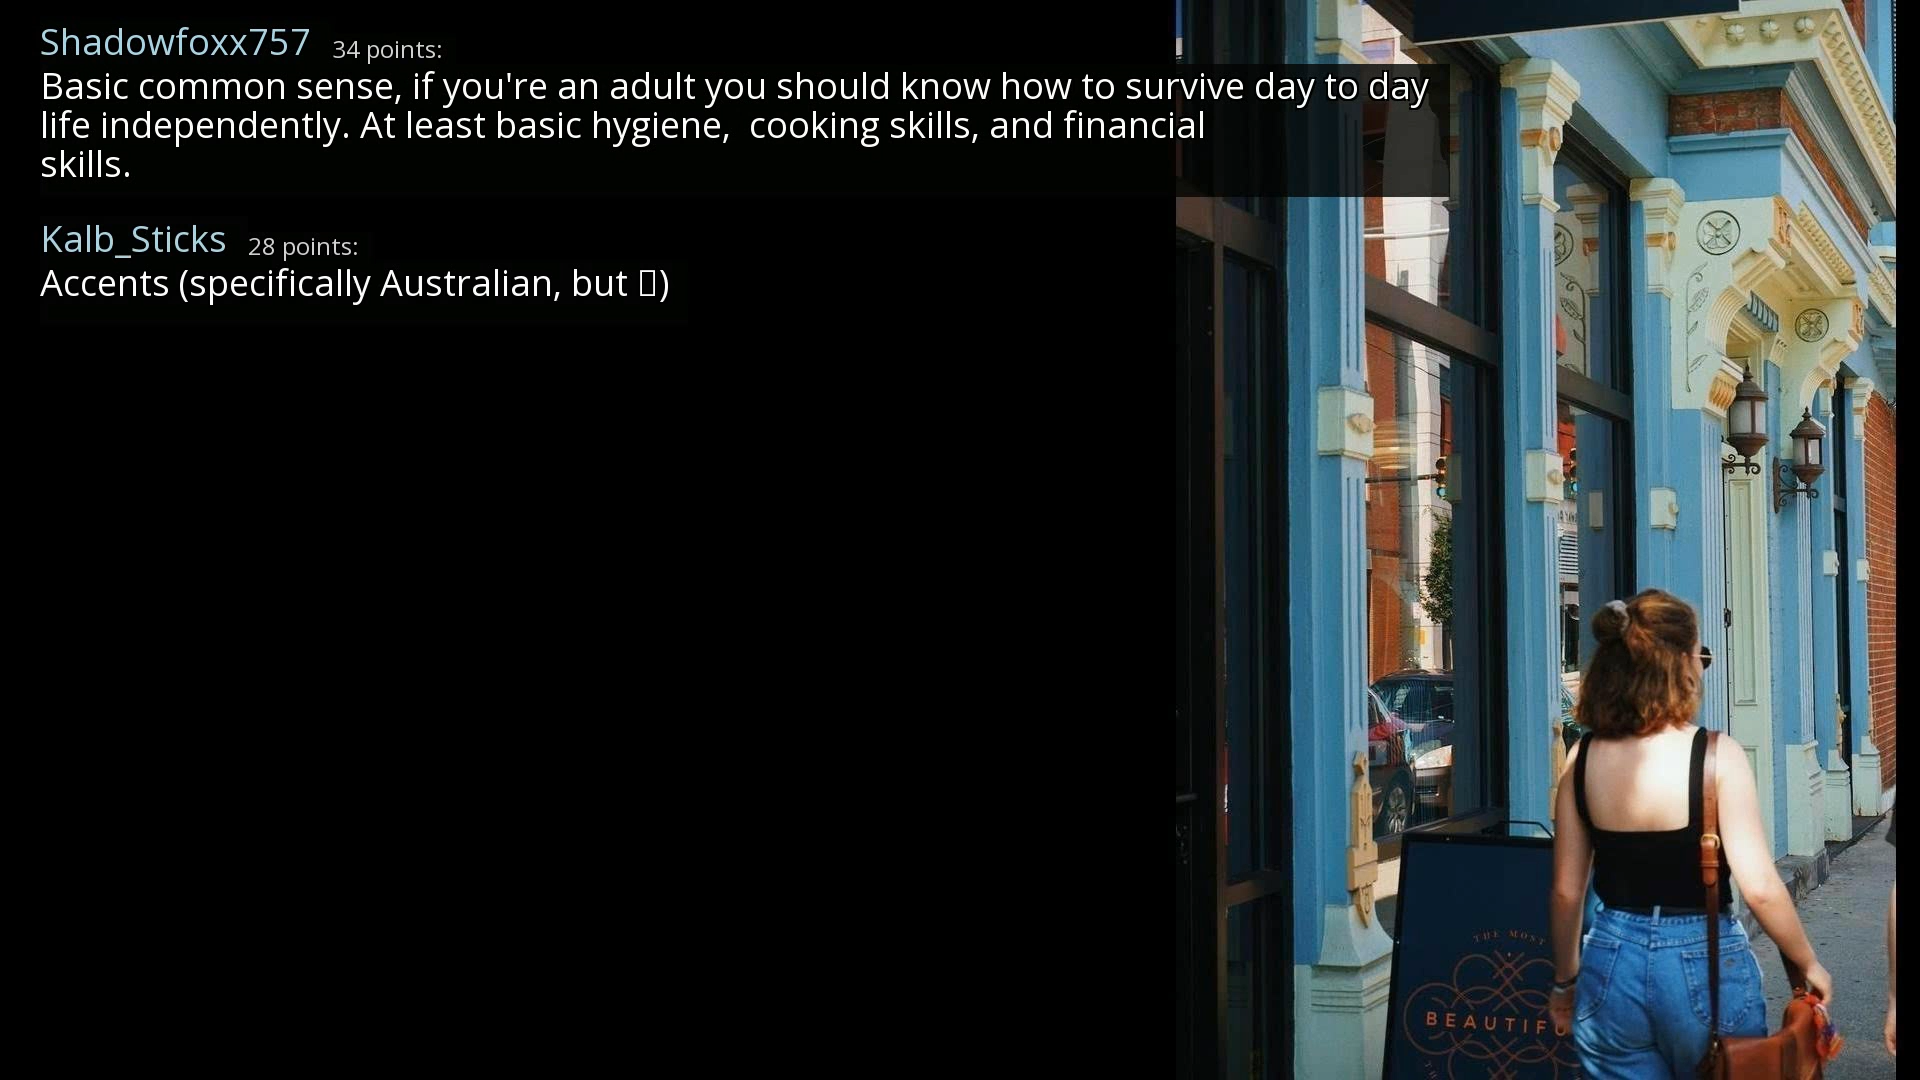 Shadowfoxx757 34 points:
Basic common sense, if you're an adult you should know how to survive day to day
life independently. At least basic hygiene,  cooking skills, and financial
skills.
Kalb_Sticks 28 points:
Accents (specifically Australian, but )
THE MOST